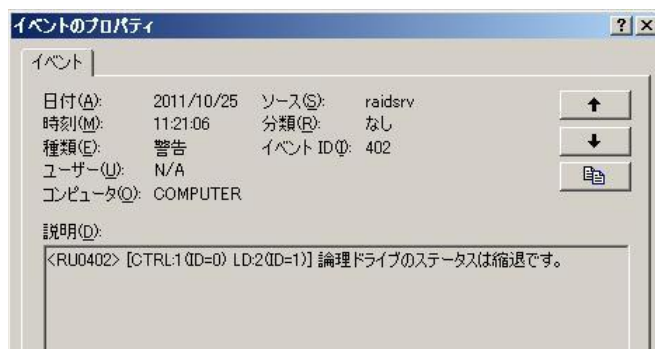 イベントのプロパティ
イベント
日付(A): 2011/10/25 ソース(S): raidsrv
時刻(M): 11:21:06 分類(R): なし
種類(E): 警告 イベント ID(I): 402
ユーザー(U): N/A
コンピュータ(O): COMPUTER
説明(D):
<RU0402> [CTRL:1(ID=0) LD:2(ID=1)] 論理ドライブのステータスは縮退です。